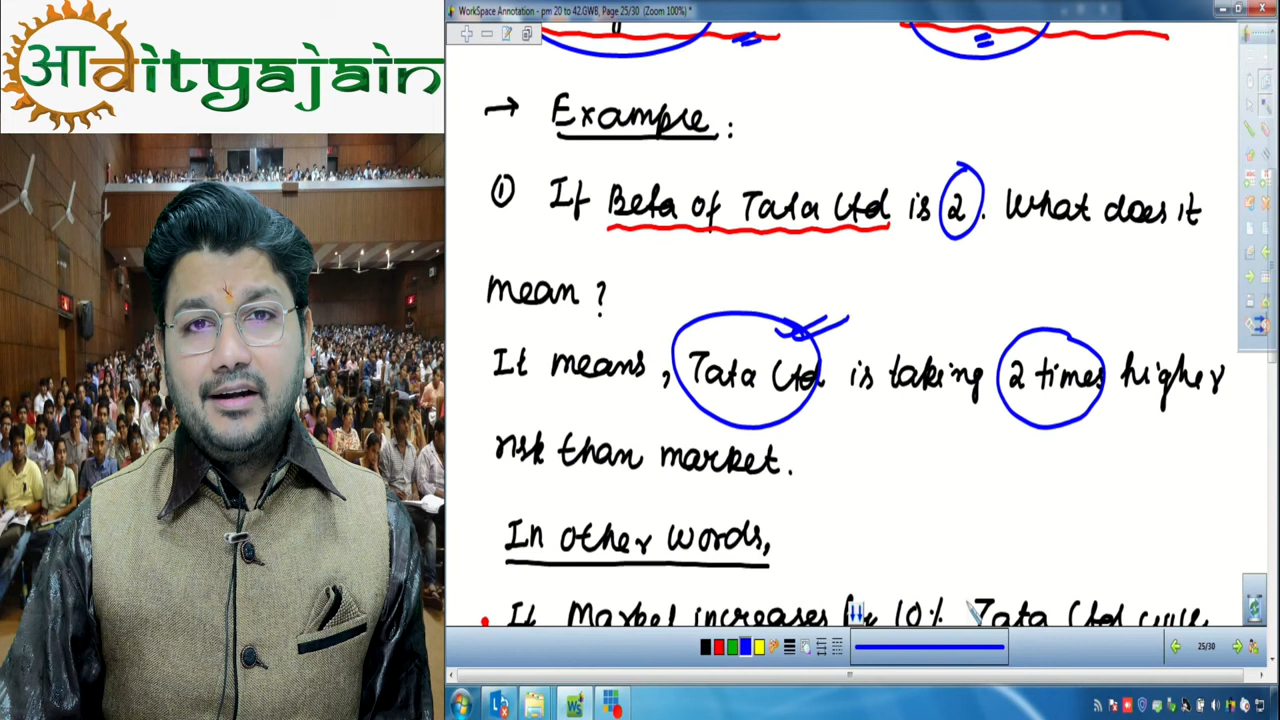 WorkSpace Annotation - pm 20 to 42.GWB, Page 25/30 (Zoom 100%) *
आdityajain
→ Example :
① If Beta of Tata Ltd is 2. What does it
mean ?
It means, Tata Ltd is taking 2 times higher
risk than market.
In other words,
If Market increases by 10% Tata Ltd will
25/30